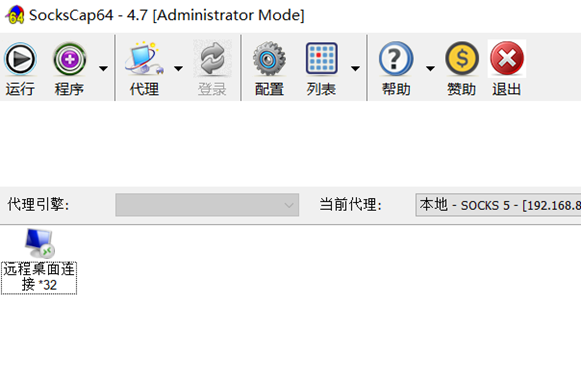 SocksCap64 - 4.7 [Administrator Mode]
运行 程序 代理 登录 配置 列表 帮助 赞助 退出
代理引擎: 当前代理: 本地 - SOCKS 5 - [192.168.8
远程桌面连
接 *32